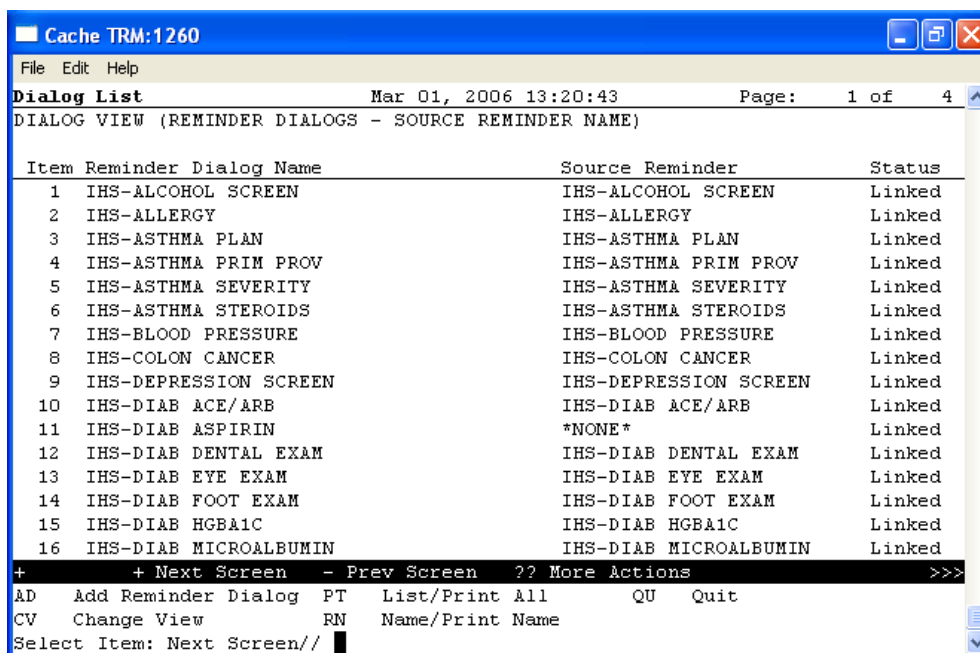 Cache TRM:1260
File Edit Help
Dialog List Mar 01, 2006 13:20:43 Page: 1 of 4
DIALOG VIEW (REMINDER DIALOGS - SOURCE REMINDER NAME)
Item Reminder Dialog Name Source Reminder Status
1 IHS-ALCOHOL SCREEN IHS-ALCOHOL SCREEN Linked
2 IHS-ALLERGY IHS-ALLERGY Linked
3 IHS-ASTHMA PLAN IHS-ASTHMA PLAN Linked
4 IHS-ASTHMA PRIM PROV IHS-ASTHMA PRIM PROV Linked
5 IHS-ASTHMA SEVERITY IHS-ASTHMA SEVERITY Linked
6 IHS-ASTHMA STEROIDS IHS-ASTHMA STEROIDS Linked
7 IHS-BLOOD PRESSURE IHS-BLOOD PRESSURE Linked
8 IHS-COLON CANCER IHS-COLON CANCER Linked
9 IHS-DEPRESSION SCREEN IHS-DEPRESSION SCREEN Linked
10 IHS-DIAB ACE/ARB IHS-DIAB ACE/ARB Linked
11 IHS-DIAB ASPIRIN *NONE* Linked
12 IHS-DIAB DENTAL EXAM IHS-DIAB DENTAL EXAM Linked
13 IHS-DIAB EYE EXAM IHS-DIAB EYE EXAM Linked
14 IHS-DIAB FOOT EXAM IHS-DIAB FOOT EXAM Linked
15 IHS-DIAB HGBA1C IHS-DIAB HGBA1C Linked
16 IHS-DIAB MICROALBUMIN IHS-DIAB MICROALBUMIN Linked
+ + Next Screen - Prev Screen ?? More Actions >>>
AD Add Reminder Dialog PT List/Print All QU Quit
CV Change View RN Name/Print Name
Select Item: Next Screen//